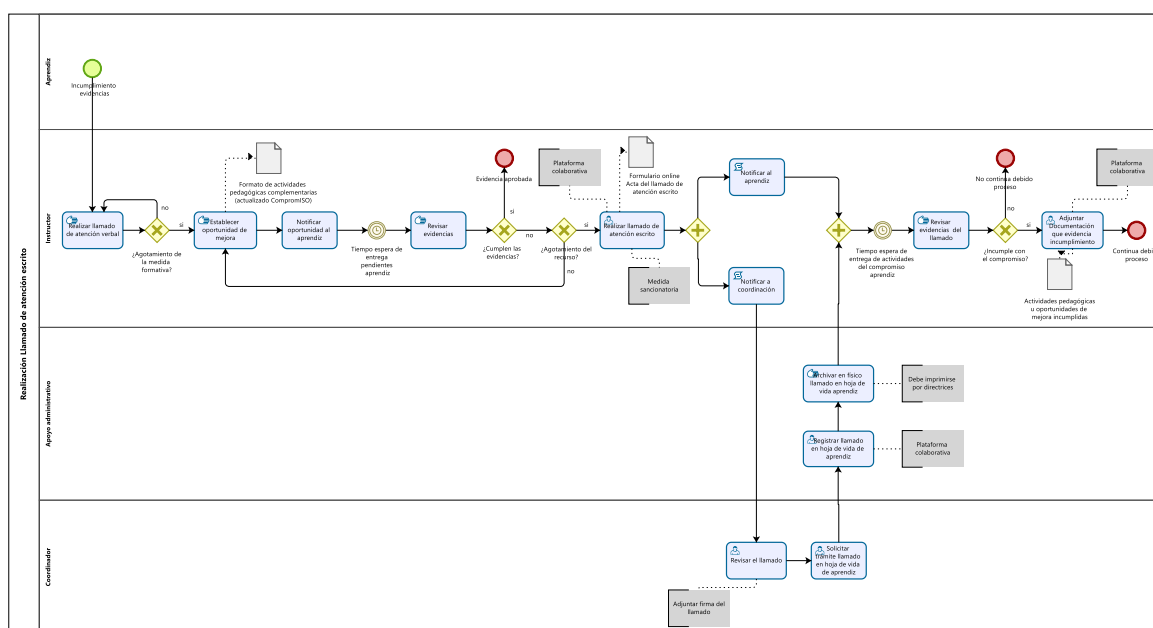 Realización Llamado de atención escrito
Aprendiz
Incumplimiento
evidencias
Instructor
Realizar llamado
de atención verbal
no
si
¿Agotamiento de
la medida
formativa?
Formato de actividades
pedagógicas complementarias
(actualizado CompromISO)
Establecer
oportunidad de
mejora
Notificar
oportunidad al
aprendiz
Tiempo espera de
entrega
pendientes
aprendiz
Revisar
evidencias
Evidencia aprobada
si
no
¿Cumplen las
evidencias?
si
¿Agotamiento del
recurso?
no
Plataforma
colaborativa
Formulario online
Acta del llamado de
atención escrito
Realizar llamado de
atención escrito
Medida
sancionatoria
Notificar al
aprendiz
Notificar a
coordinación
Tiempo espera de
entrega de actividades
del compromiso
aprendiz
Revisar
evidencias del
llamado
No continua debido
proceso
no
si
¿Incumple con
el compromiso?
Plataforma
colaborativa
Adjuntar
Documentación
que evidencia
incumplimiento
Continua debi
proceso
Actividades pedagógicas
u oportunidades de
mejora incumplidas
Apoyo administrativo
Archivar en físico
llamado en hoja de
vida aprendiz
Debe imprimirse
por directrices
Registrar llamado
en hoja de vida de
aprendiz
Plataforma
colaborativa
Coordinador
Revisar el llamado
Solicitar
trámite llamado
en hoja de vida
de aprendiz
Adjuntar firma del
llamado